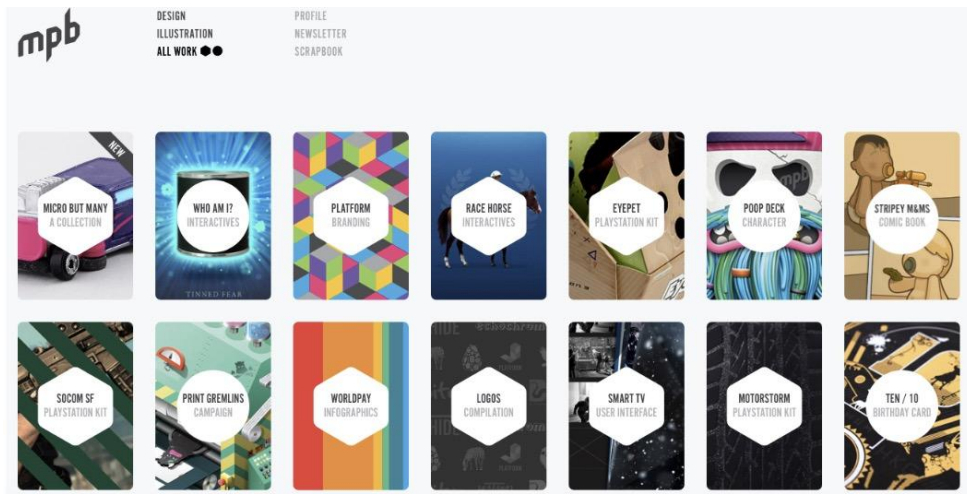 mpb
DESIGN
ILLUSTRATION
ALL WORK
PROFILE
NEWSLETTER
SCRAPBOOK
NEW
MICRO BUT MANY
A COLLECTION
WHO AM I?
INTERACTIVES
TINNED FEAR
PLATFORM
BRANDING
RACE HORSE
INTERACTIVES
EYEPET
PLAYSTATION KIT
mpb
POOP DECK
CHARACTER
STRIPEY M&MS
COMIC BOOK
SOCOM SF
PLAYSTATION KIT
PRINT GREMLINS
CAMPAIGN
WORLDPAY
INFOGRAPHICS
echochrome
LOGOS
COMPILATION
SMART TV
USER INTERFACE
MOTORSTORM
PLAYSTATION KIT
TEN / 10
BIRTHDAY CARD